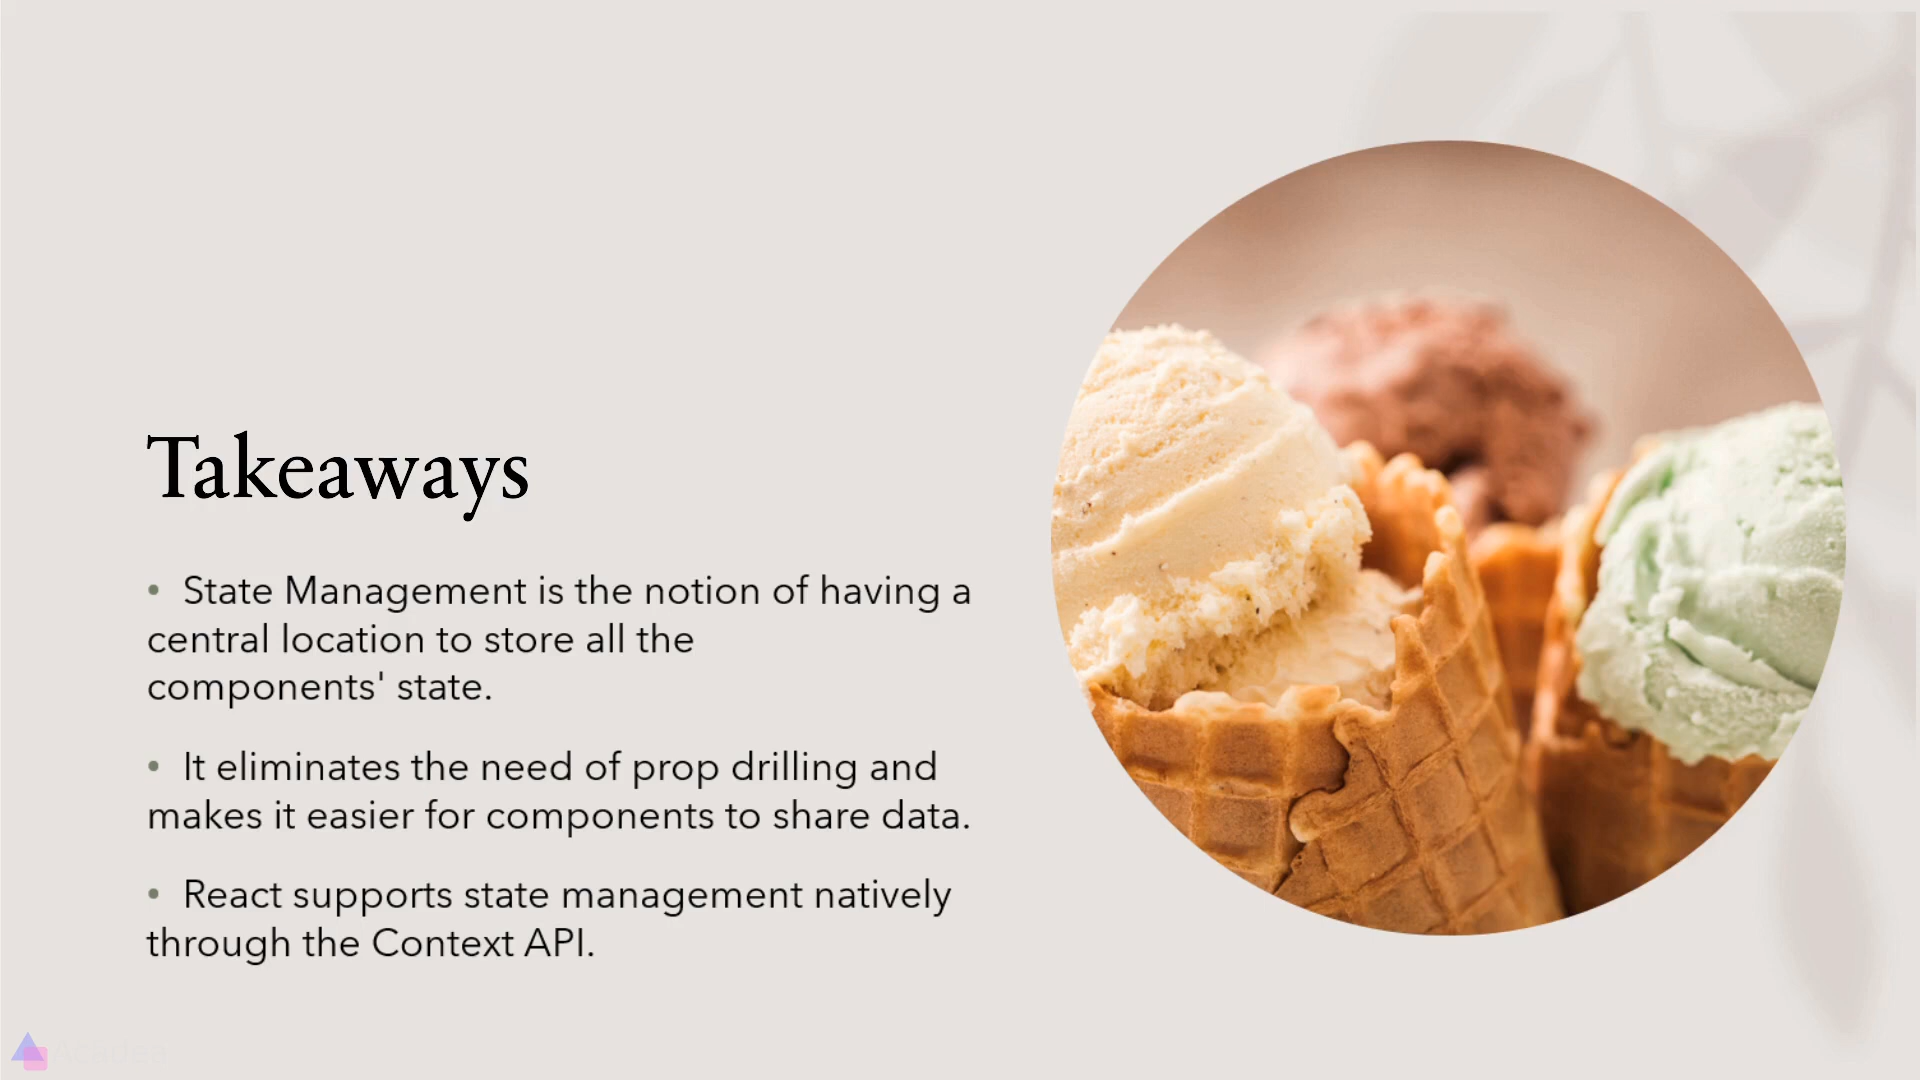 Takeaways
• State Management is the notion of having a
central location to store all the
components' state.
• It eliminates the need of prop drilling and
makes it easier for components to share data.
• React supports state management natively
through the Context API.